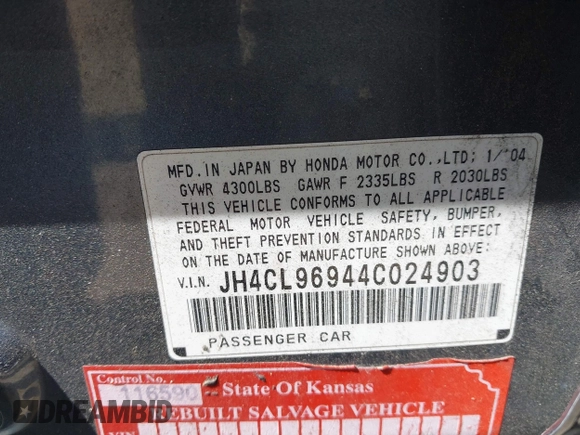 MFD. IN JAPAN BY HONDA MOTOR CO.,LTD; 1/'04
GVWR 4300LBS GAWR F 2335LBS R 2030LBS
THIS VEHICLE CONFORMS TO ALL APPLICABLE
FEDERAL MOTOR VEHICLE SAFETY, BUMPER,
AND THEFT PREVENTION STANDARDS IN EFFECT
ON THE DATE OF MANUFACTURE SHOWN ABOVE:
V.I.N. JH4CL96944C024903
PASSENGER CAR
Control No.
116590 State Of Kansas
REBUILT SALVAGE VEHICLE
VIN
DREAMBID